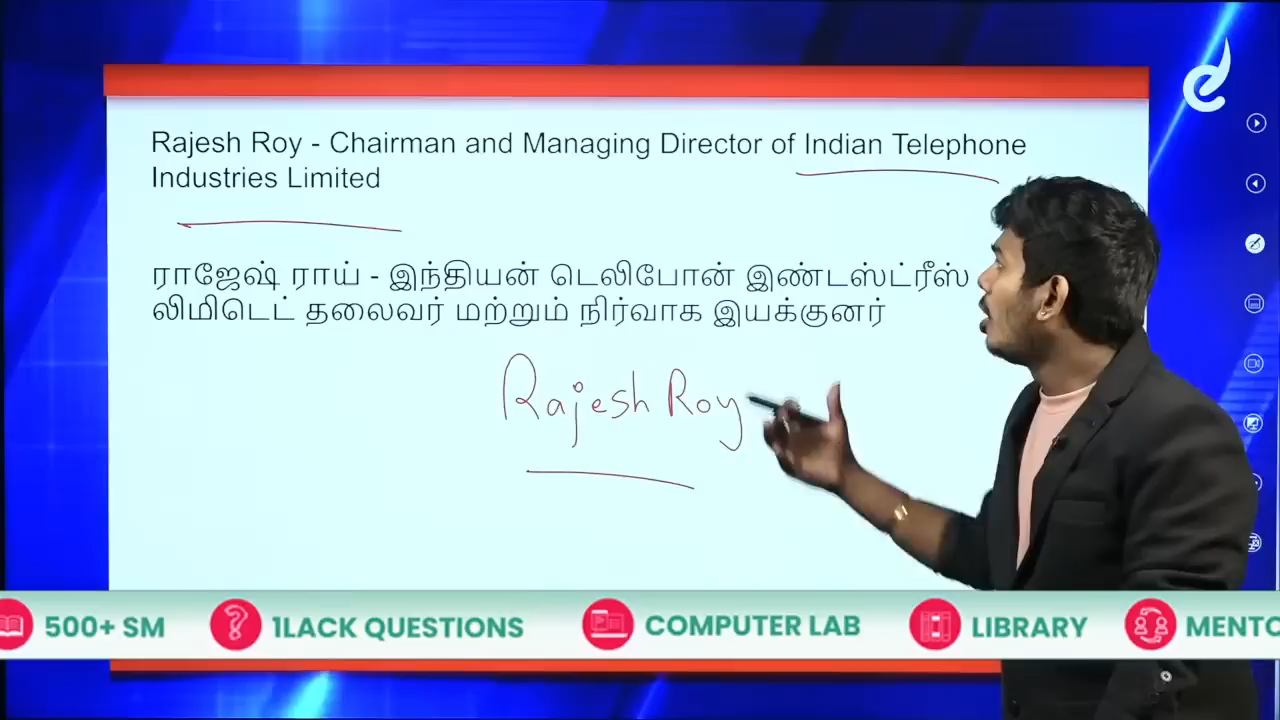 Rajesh Roy - Chairman and Managing Director of Indian Telephone
Industries Limited
ராஜேஷ் ராய் - இந்தியன் டெலிபோன் இண்டஸ்ட்ரீஸ்
லிமிடெட் தலைவர் மற்றும் நிர்வாக இயக்குனர்
Rajesh Roy
500+ SM
1LACK QUESTIONS
COMPUTER LAB
LIBRARY
MENTO